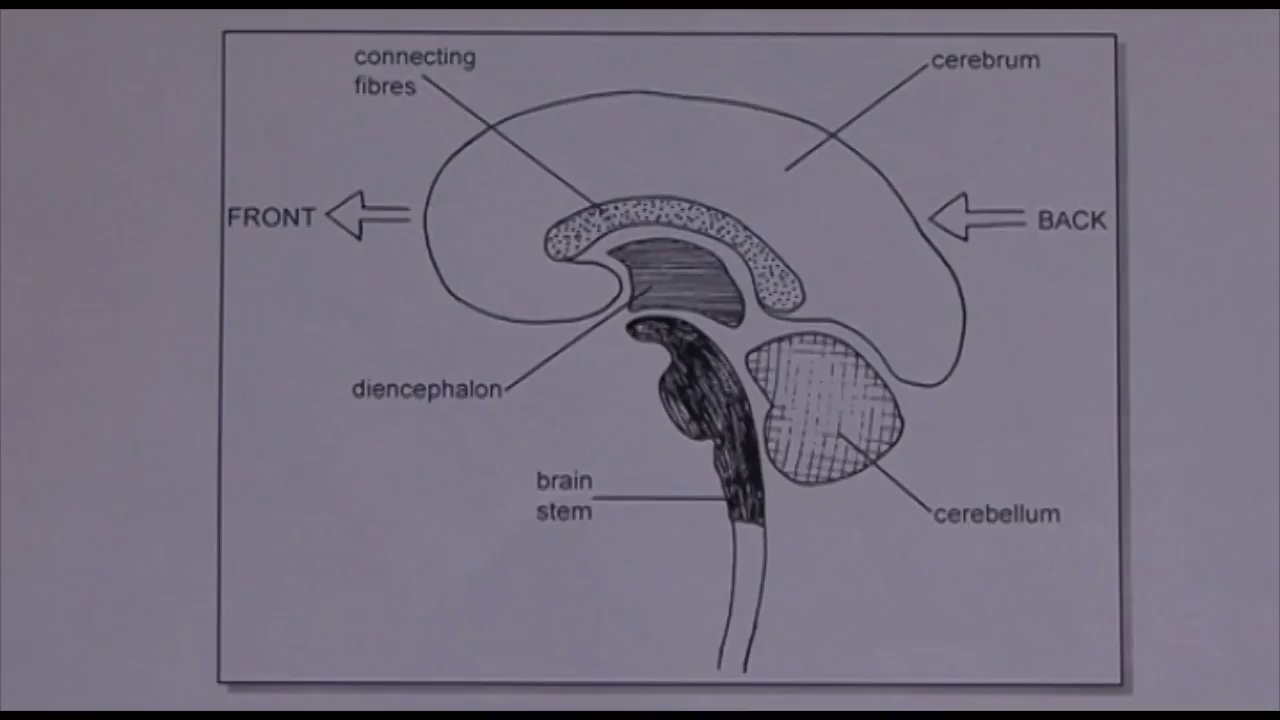 connecting
fibres
cerebrum
FRONT
BACK
diencephalon
brain
stem
cerebellum